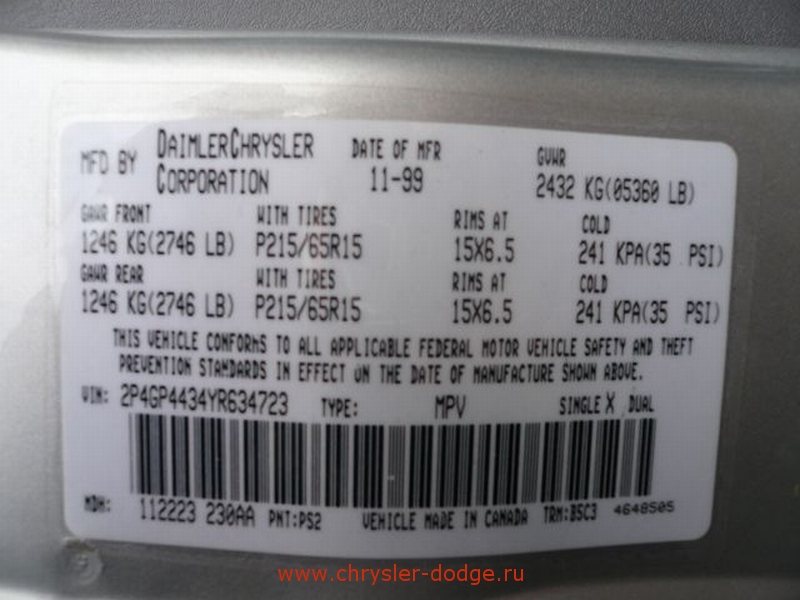 MFD BY DAIMLERCHRYSLER CORPORATION DATE OF MFR 11-99 GVWR 2432 KG(05360 LB)
GAWR FRONT WITH TIRES RIMS AT COLD
1246 KG(2746 LB) P215/65R15 15X6.5 241 KPA(35 PSI)
GAWR REAR WITH TIRES RIMS AT COLD
1246 KG(2746 LB) P215/65R15 15X6.5 241 KPA(35 PSI)
THIS VEHICLE CONFORMS TO ALL APPLICABLE FEDERAL MOTOR VEHICLE SAFETY AND THEFT
PREVENTION STANDARDS IN EFFECT ON THE DATE OF MANUFACTURE SHOWN ABOVE.
VIN: 2P4GP4434YR634723 TYPE: MPV SINGLE X DUAL
MDH: 112223 230AA PNT:PS2 VEHICLE MADE IN CANADA TRM:B5C3 4648505
www.chrysler-dodge.ru